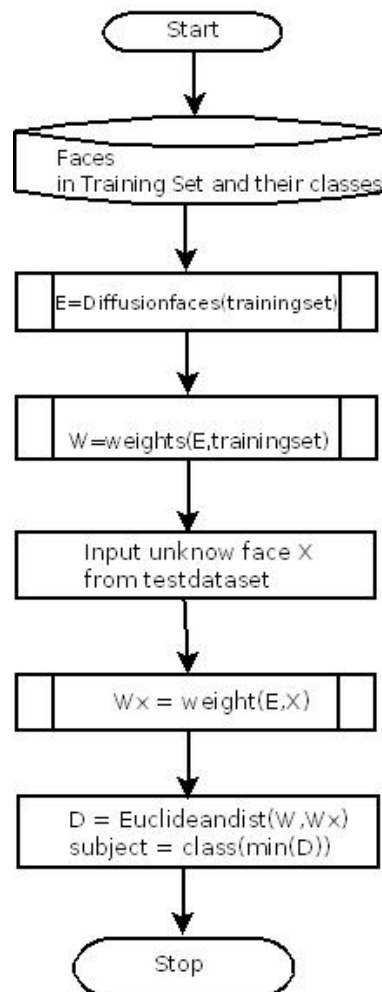 Start
Faces
in Training Set and their classes
E=Diffusionfaces(trainingset)
W=weights(E,trainingset)
Input unknow face X
from testdataset
Wx = weight(E,X)
D = Euclideandist(W,Wx)
subject = class(min(D))
Stop